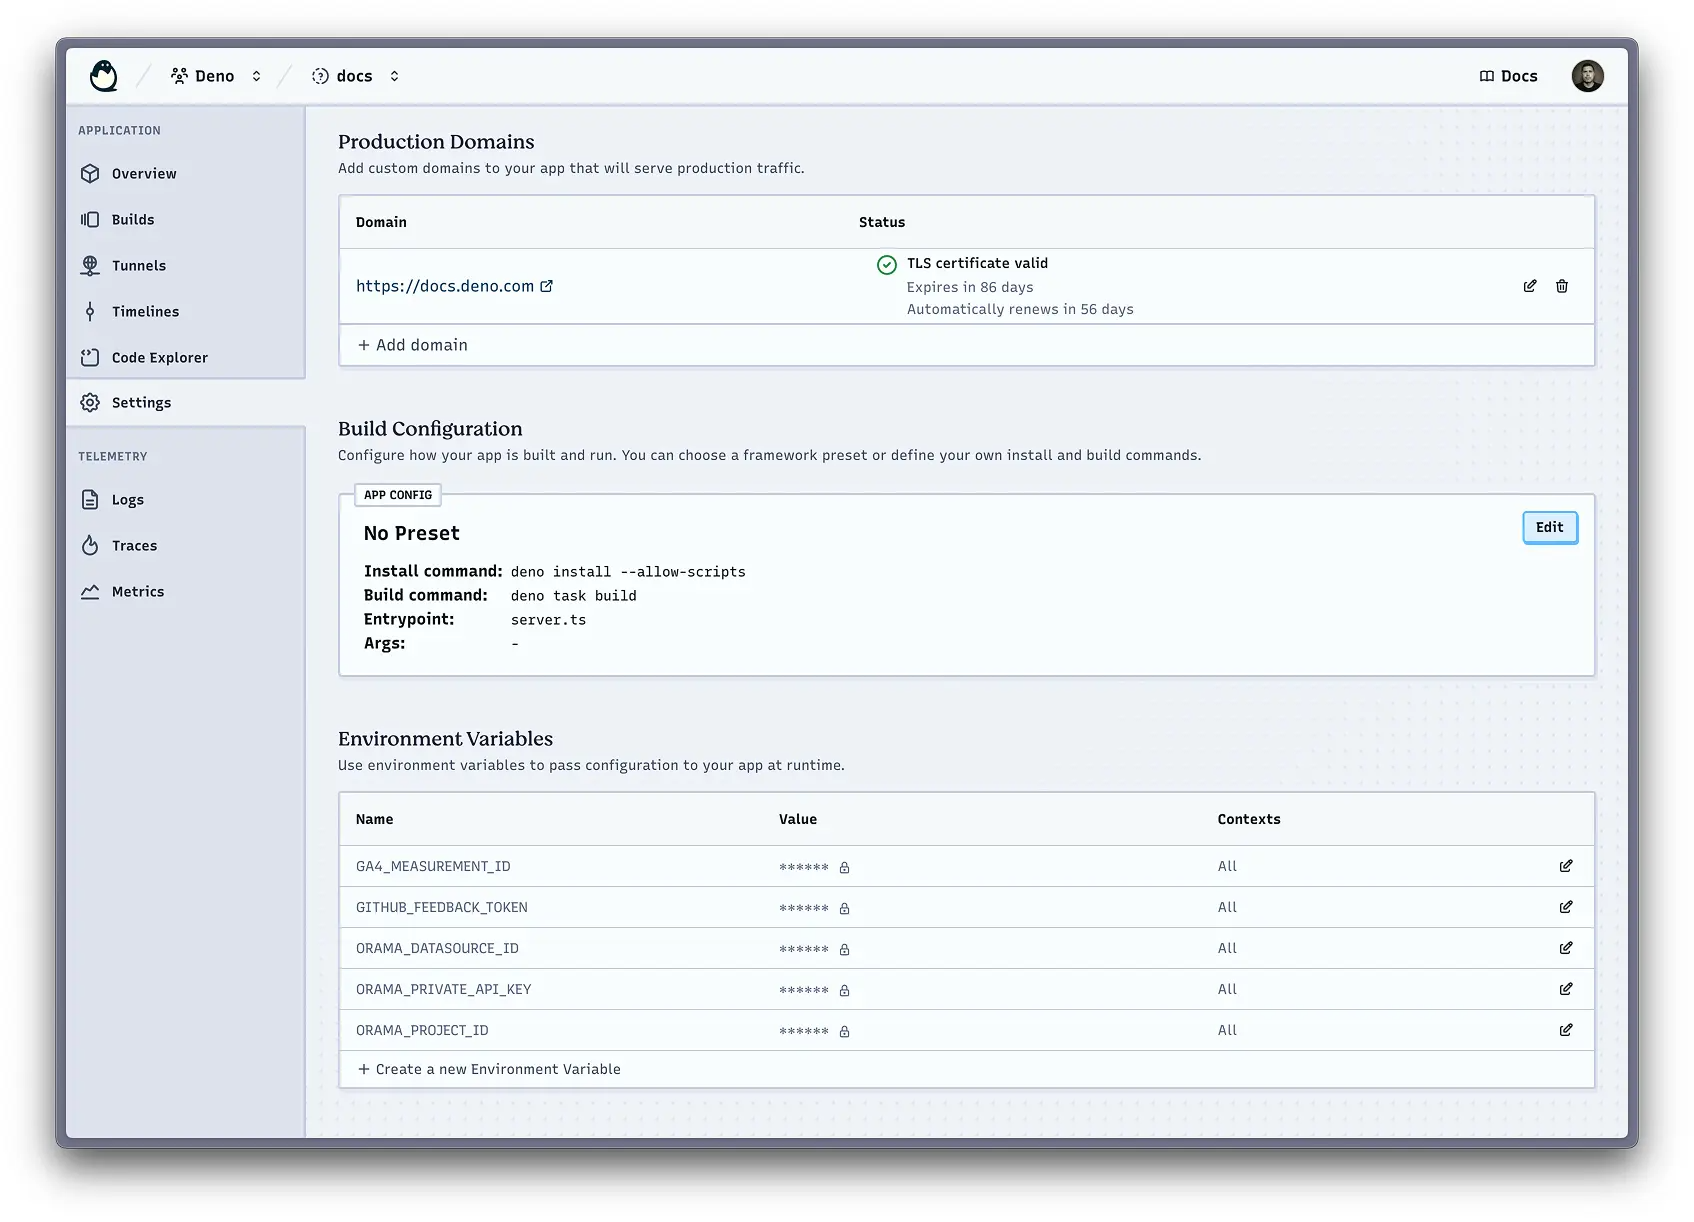 Deno
docs
Docs
APPLICATION
Overview
Builds
Tunnels
Timelines
Code Explorer
Settings
TELEMETRY
Logs
Traces
Metrics
Production Domains
Add custom domains to your app that will serve production traffic.
Domain Status
https://docs.deno.com
TLS certificate valid
Expires in 86 days
Automatically renews in 56 days
+ Add domain
Build Configuration
Configure how your app is built and run. You can choose a framework preset or define your own install and build commands.
APP CONFIG
No Preset
Edit
Install command: deno install --allow-scripts
Build command: deno task build
Entrypoint: server.ts
Args: -
Environment Variables
Use environment variables to pass configuration to your app at runtime.
Name Value Contexts
GA4_MEASUREMENT_ID ****** All
GITHUB_FEEDBACK_TOKEN ****** All
ORAMA_DATASOURCE_ID ****** All
ORAMA_PRIVATE_API_KEY ****** All
ORAMA_PROJECT_ID ****** All
+ Create a new Environment Variable